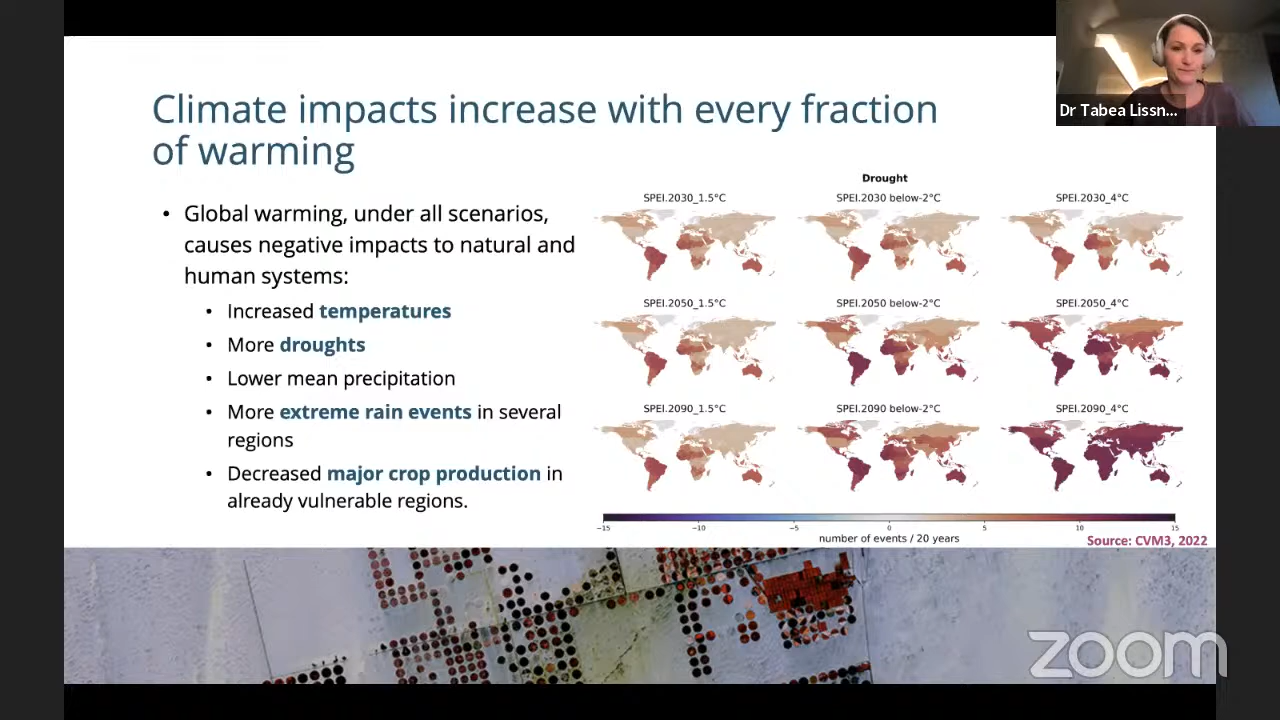 Climate impacts increase with every fraction
of warming
Dr Tabea Lissn...
• Global warming, under all scenarios,
causes negative impacts to natural and
human systems:
• Increased temperatures
• More droughts
• Lower mean precipitation
• More extreme rain events in several
regions
• Decreased major crop production in
already vulnerable regions.
Drought
SPEI.2030_1.5°C SPEI.2030 below-2°C SPEI.2030_4°C
SPEI.2050_1.5°C SPEI.2050 below-2°C SPEI.2050_4°C
SPEI.2090_1.5°C SPEI.2090 below-2°C SPEI.2090_4°C
−15 −10 −5 0 5 10 15
number of events / 20 years
Source: CVM3, 2022
zoom